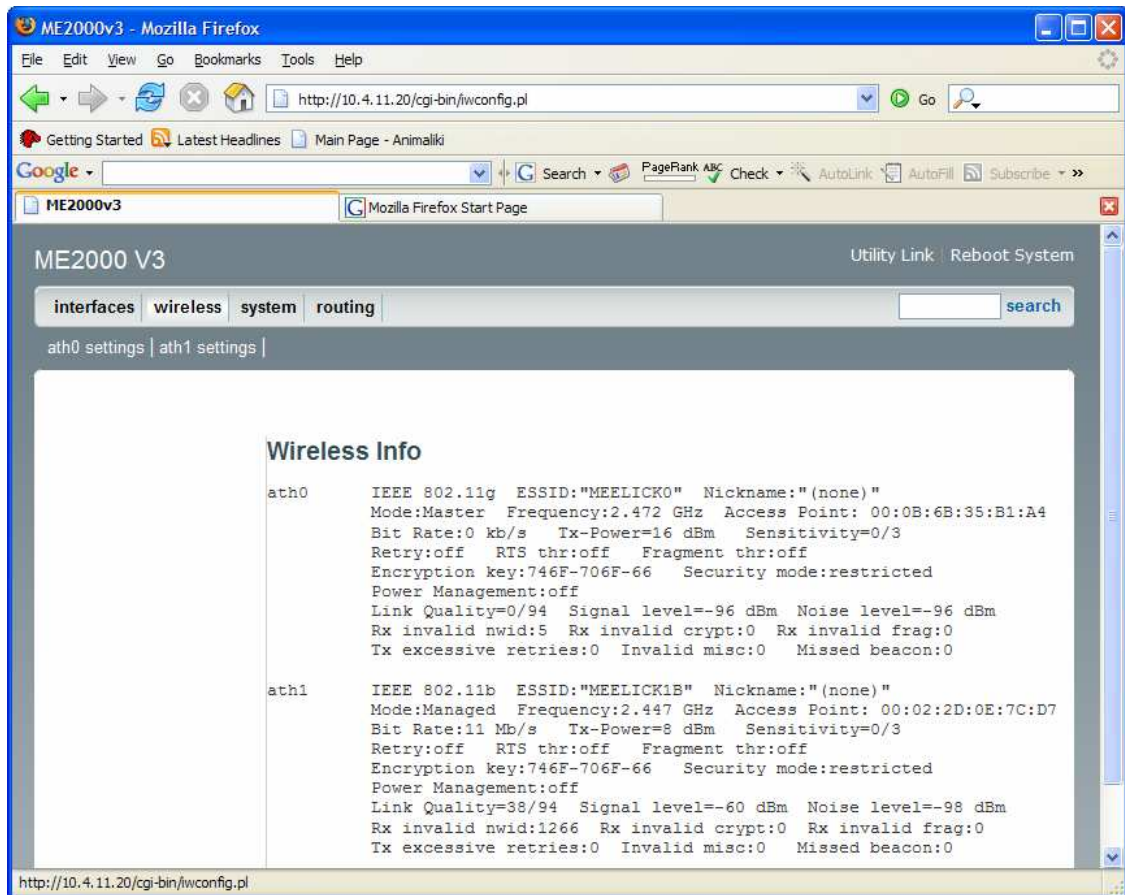 ME2000v3 - Mozilla Firefox
File Edit View Go Bookmarks Tools Help
http://10.4.11.20/cgi-bin/iwconfig.pl Go
Getting Started Latest Headlines Main Page - Animaliki
Google Search PageRank ABC Check AutoLink AutoFill Subscribe
ME2000v3 Mozilla Firefox Start Page
ME2000 V3 Utility Link Reboot System
interfaces wireless system routing search
ath0 settings | ath1 settings |
Wireless Info
ath0 IEEE 802.11g ESSID:"MEELICK0" Nickname:"(none)"
Mode:Master Frequency:2.472 GHz Access Point: 00:0B:6B:35:B1:A4
Bit Rate:0 kb/s Tx-Power=16 dBm Sensitivity=0/3
Retry:off RTS thr:off Fragment thr:off
Encryption key:746F-706F-66 Security mode:restricted
Power Management:off
Link Quality=0/94 Signal level=-96 dBm Noise level=-96 dBm
Rx invalid nwid:5 Rx invalid crypt:0 Rx invalid frag:0
Tx excessive retries:0 Invalid misc:0 Missed beacon:0
ath1 IEEE 802.11b ESSID:"MEELICK1B" Nickname:"(none)"
Mode:Managed Frequency:2.447 GHz Access Point: 00:02:2D:0E:7C:D7
Bit Rate:11 Mb/s Tx-Power=8 dBm Sensitivity=0/3
Retry:off RTS thr:off Fragment thr:off
Encryption key:746F-706F-66 Security mode:restricted
Power Management:off
Link Quality=38/94 Signal level=-60 dBm Noise level=-98 dBm
Rx invalid nwid:1266 Rx invalid crypt:0 Rx invalid frag:0
Tx excessive retries:0 Invalid misc:0 Missed beacon:0
http://10.4.11.20/cgi-bin/iwconfig.pl